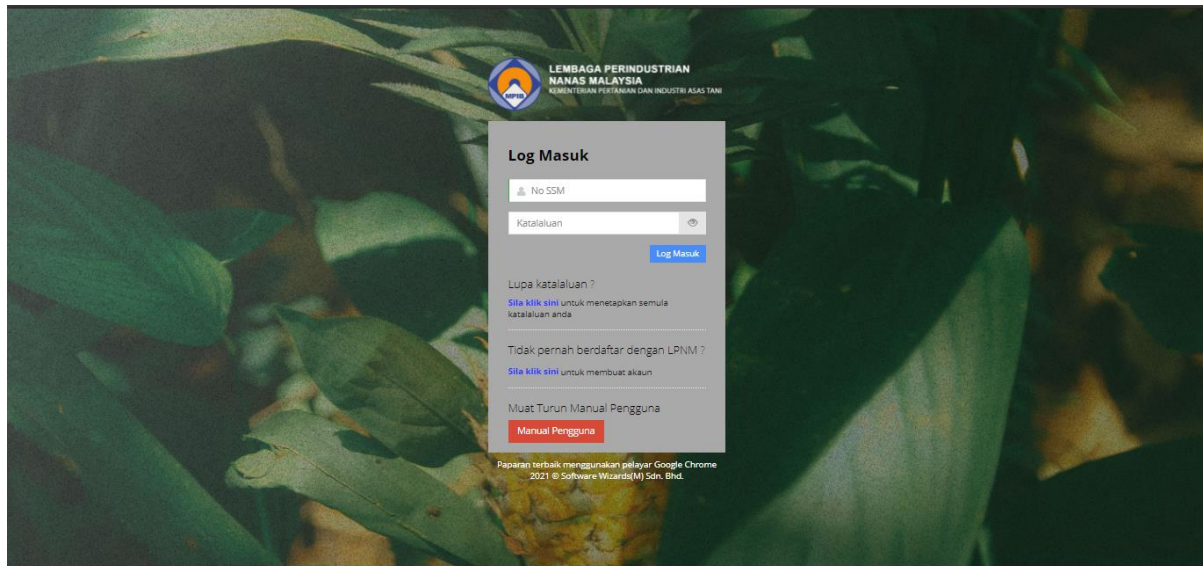 MPIB
LEMBAGA PERINDUSTRIAN
NANAS MALAYSIA
KEMENTERIAN PERTANIAN DAN INDUSTRI ASAS TANI
Log Masuk
No SSM
Katalaluan
Log Masuk
Lupa katalaluan ?
Sila klik sini untuk menetapkan semula
katalaluan anda
Tidak pernah berdaftar dengan LPNM ?
Sila klik sini untuk membuat akaun
Muat Turun Manual Pengguna
Manual Pengguna
Paparan terbaik menggunakan pelayar Google Chrome
2021 © Software Wizards(M) Sdn. Bhd.